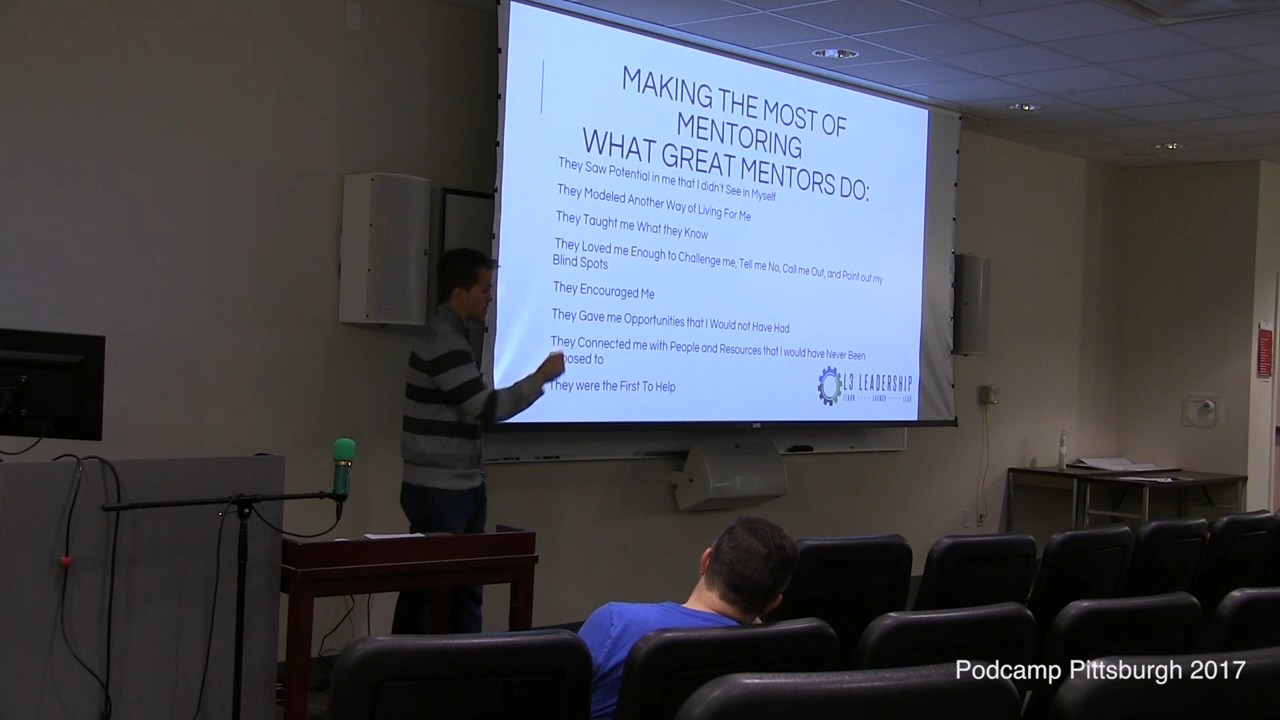 MAKING THE MOST OF
MENTORING
WHAT GREAT MENTORS DO:
They Saw Potential in me that I didn't See in Myself
They Modeled Another Way of Living For Me
They Taught me What they Know
They Loved me Enough to Challenge me, Tell me No, Call me Out, and Point out my
Blind Spots
They Encouraged Me
They Gave me Opportunities that I Would not Have Had
They Connected me with People and Resources that I would have Never Been
posed to
They were the First To Help
L3 LEADERSHIP
LEARN ···· LAUNCH ···· LEAD
Podcamp Pittsburgh 2017